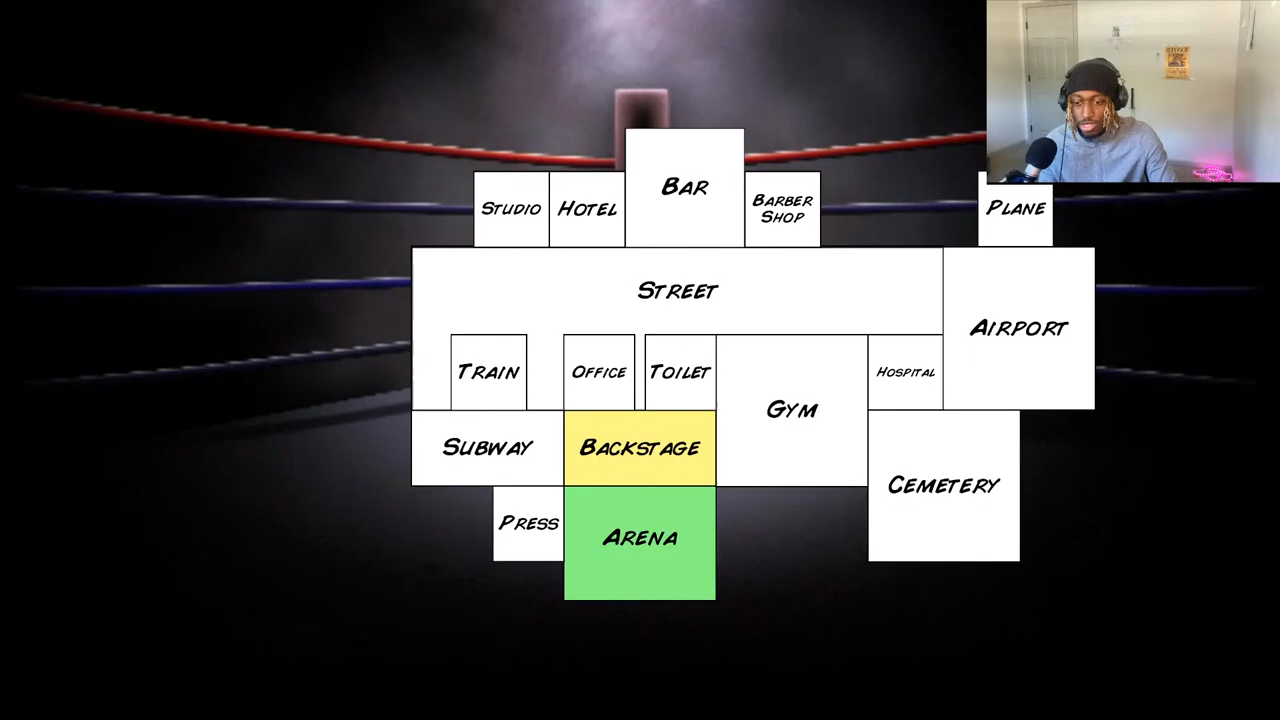 Bar
Studio
Hotel
Barber
Shop
Plane
Street
Airport
Train
Office
Toilet
Hospital
Gym
Subway
Backstage
Cemetery
Press
Arena